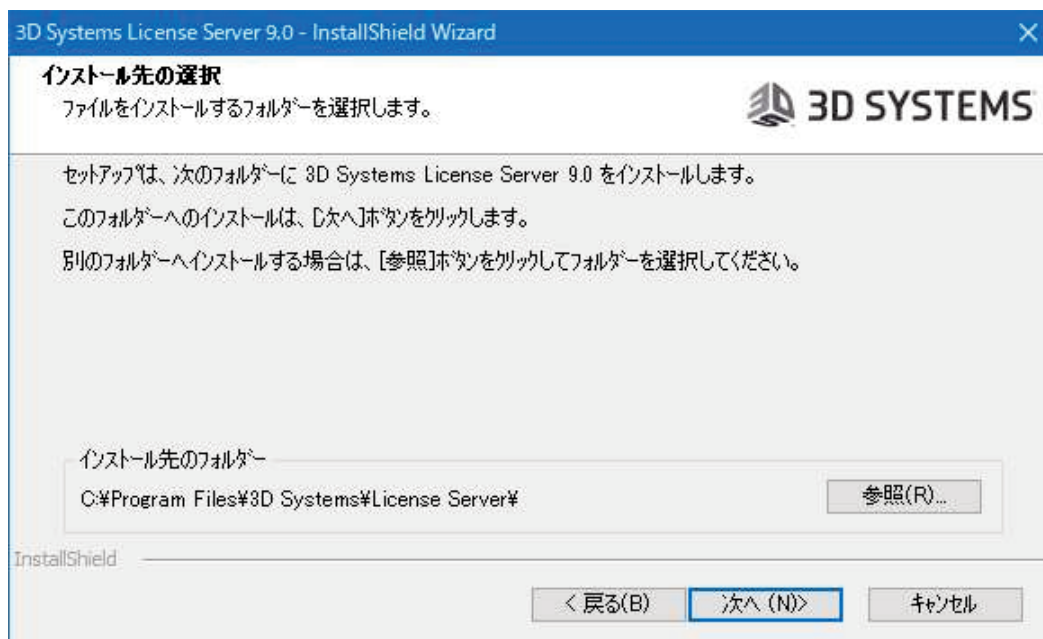 3D Systems License Server 9.0 - InstallShield Wizard
インストール先の選択
ファイルをインストールするフォルダーを選択します。
3D SYSTEMS
セットアップは、次のフォルダーに 3D Systems License Server 9.0 をインストールします。
このフォルダーへのインストールは、[次へ]ボタンをクリックします。
別のフォルダーへインストールする場合は、[参照]ボタンをクリックしてフォルダーを選択してください。
インストール先のフォルダー
C:¥Program Files¥3D Systems¥License Server¥
参照(R)...
InstallShield
< 戻る(B)
次へ (N)>
キャンセル